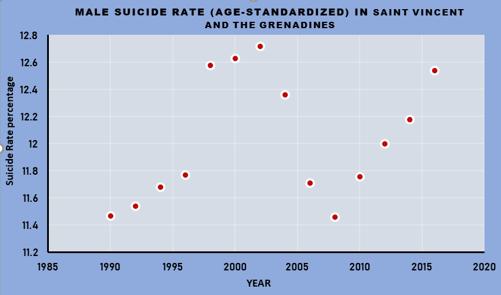 MALE SUICIDE RATE (AGE-STANDARDIZED) IN SAINT VINCENT
AND THE GRENADINES
Suicide Rate percentage
12.8
12.6
12.4
12.2
12
11.8
11.6
11.4
11.2
1985 1990 1995 2000 2005 2010 2015 2020
YEAR